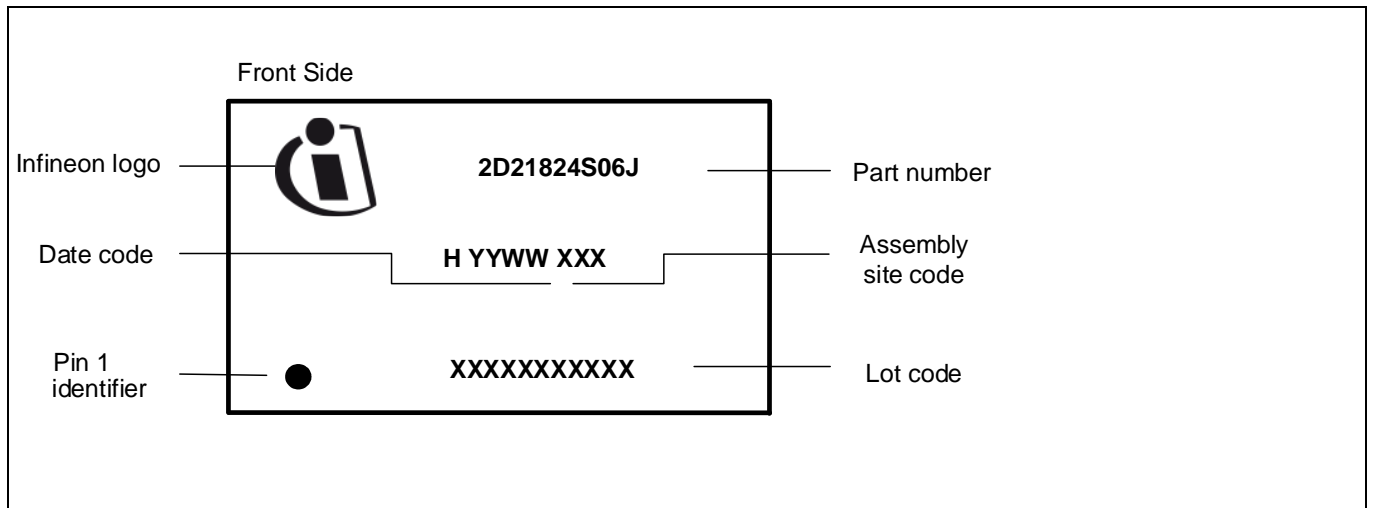 Front Side
Infineon logo
2D21824S06J
Part number
Date code
H YYWW XXX
Assembly
site code
Pin 1
identifier
XXXXXXXXXXX
Lot code